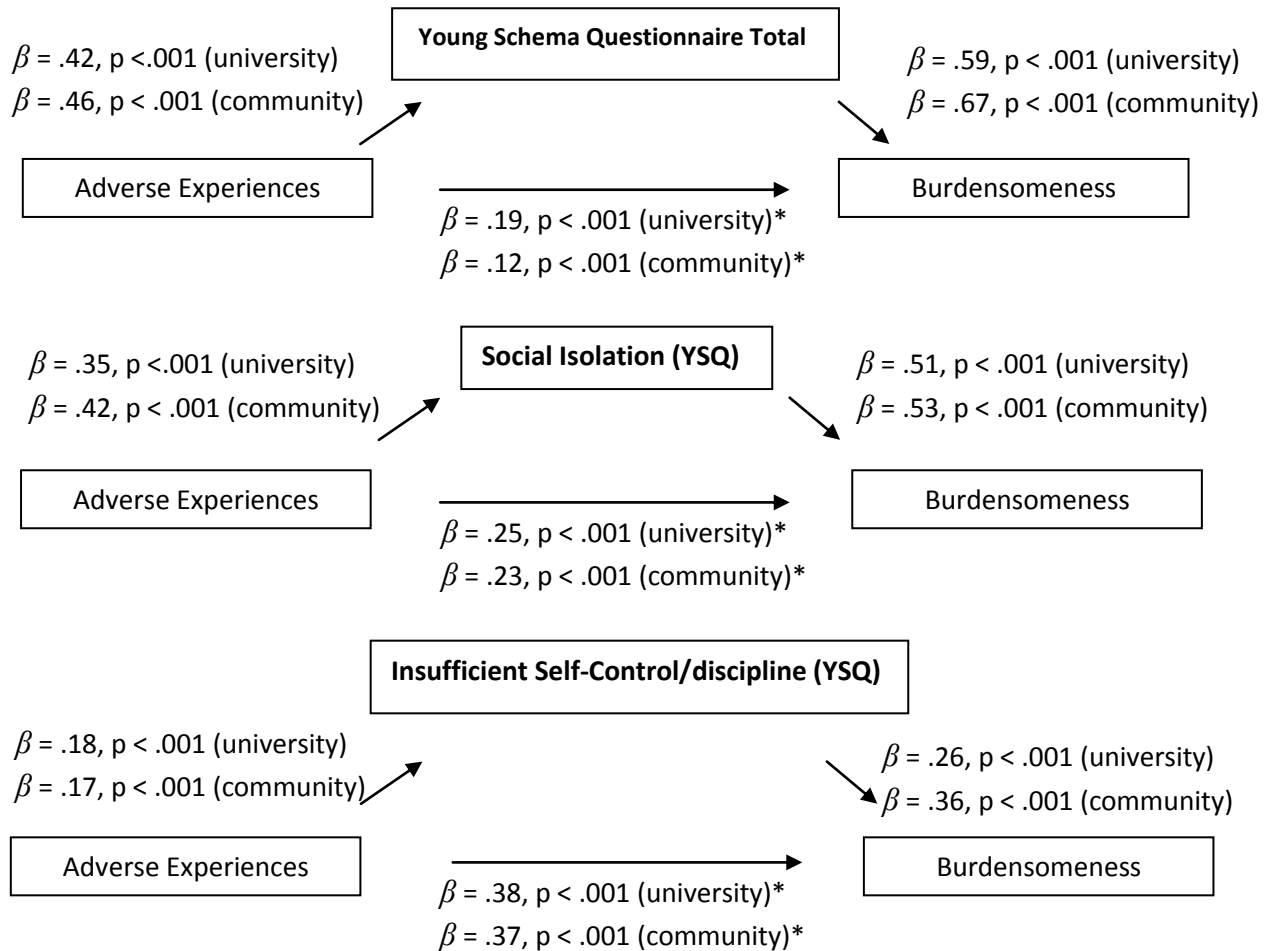 Young Schema Questionnaire Total
β = .42, p <.001 (university)
β = .46, p < .001 (community)
β = .59, p < .001 (university)
β = .67, p < .001 (community)
Adverse Experiences
Burdensomeness
β = .19, p < .001 (university)*
β = .12, p < .001 (community)*
Social Isolation (YSQ)
β = .35, p <.001 (university)
β = .42, p < .001 (community)
β = .51, p < .001 (university)
β = .53, p < .001 (community)
Adverse Experiences
Burdensomeness
β = .25, p < .001 (university)*
β = .23, p < .001 (community)*
Insufficient Self-Control/discipline (YSQ)
β = .18, p < .001 (university)
β = .17, p < .001 (community)
β = .26, p < .001 (university)
β = .36, p < .001 (community)
Adverse Experiences
Burdensomeness
β = .38, p < .001 (university)*
β = .37, p < .001 (community)*